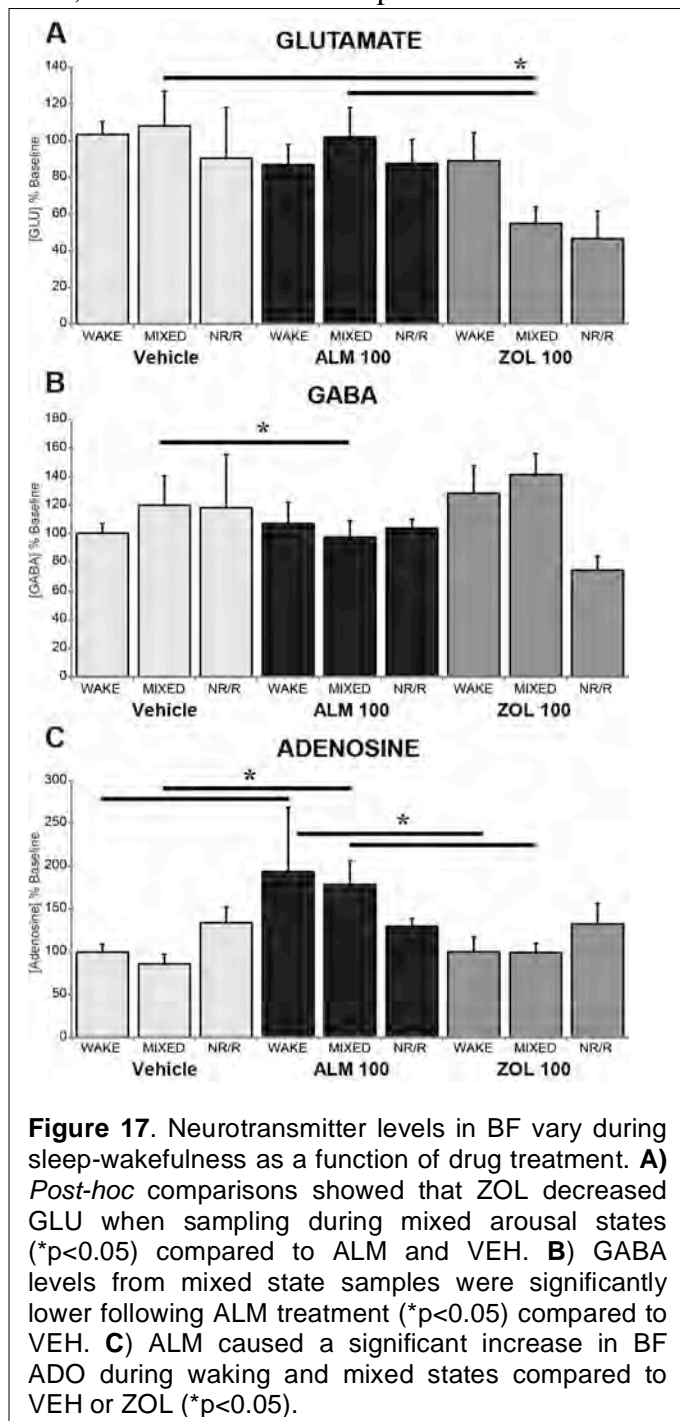 A
GLUTAMATE
*
[GLU] % Baseline
140
120
100
80
60
40
20
0
WAKE MIXED NR/R WAKE MIXED NR/R WAKE MIXED NR/R
Vehicle ALM 100 ZOL 100
B
GABA
*
[GABA] % Baseline
180
160
140
120
100
80
60
40
20
0
WAKE MIXED NR/R WAKE MIXED NR/R WAKE MIXED NR/R
Vehicle ALM 100 ZOL 100
C
ADENOSINE
*
*
[Adenosine] % Baseline
300
250
200
150
100
50
0
WAKE MIXED NR/R WAKE MIXED NR/R WAKE MIXED NR/R
Vehicle ALM 100 ZOL 100
Figure 17. Neurotransmitter levels in BF vary during
sleep-wakefulness as a function of drug treatment. A)
Post-hoc comparisons showed that ZOL decreased
GLU when sampling during mixed arousal states
(*p<0.05) compared to ALM and VEH. B) GABA
levels from mixed state samples were significantly
lower following ALM treatment (*p<0.05) compared to
VEH. C) ALM caused a significant increase in BF
ADO during waking and mixed states compared to
VEH or ZOL (*p<0.05).